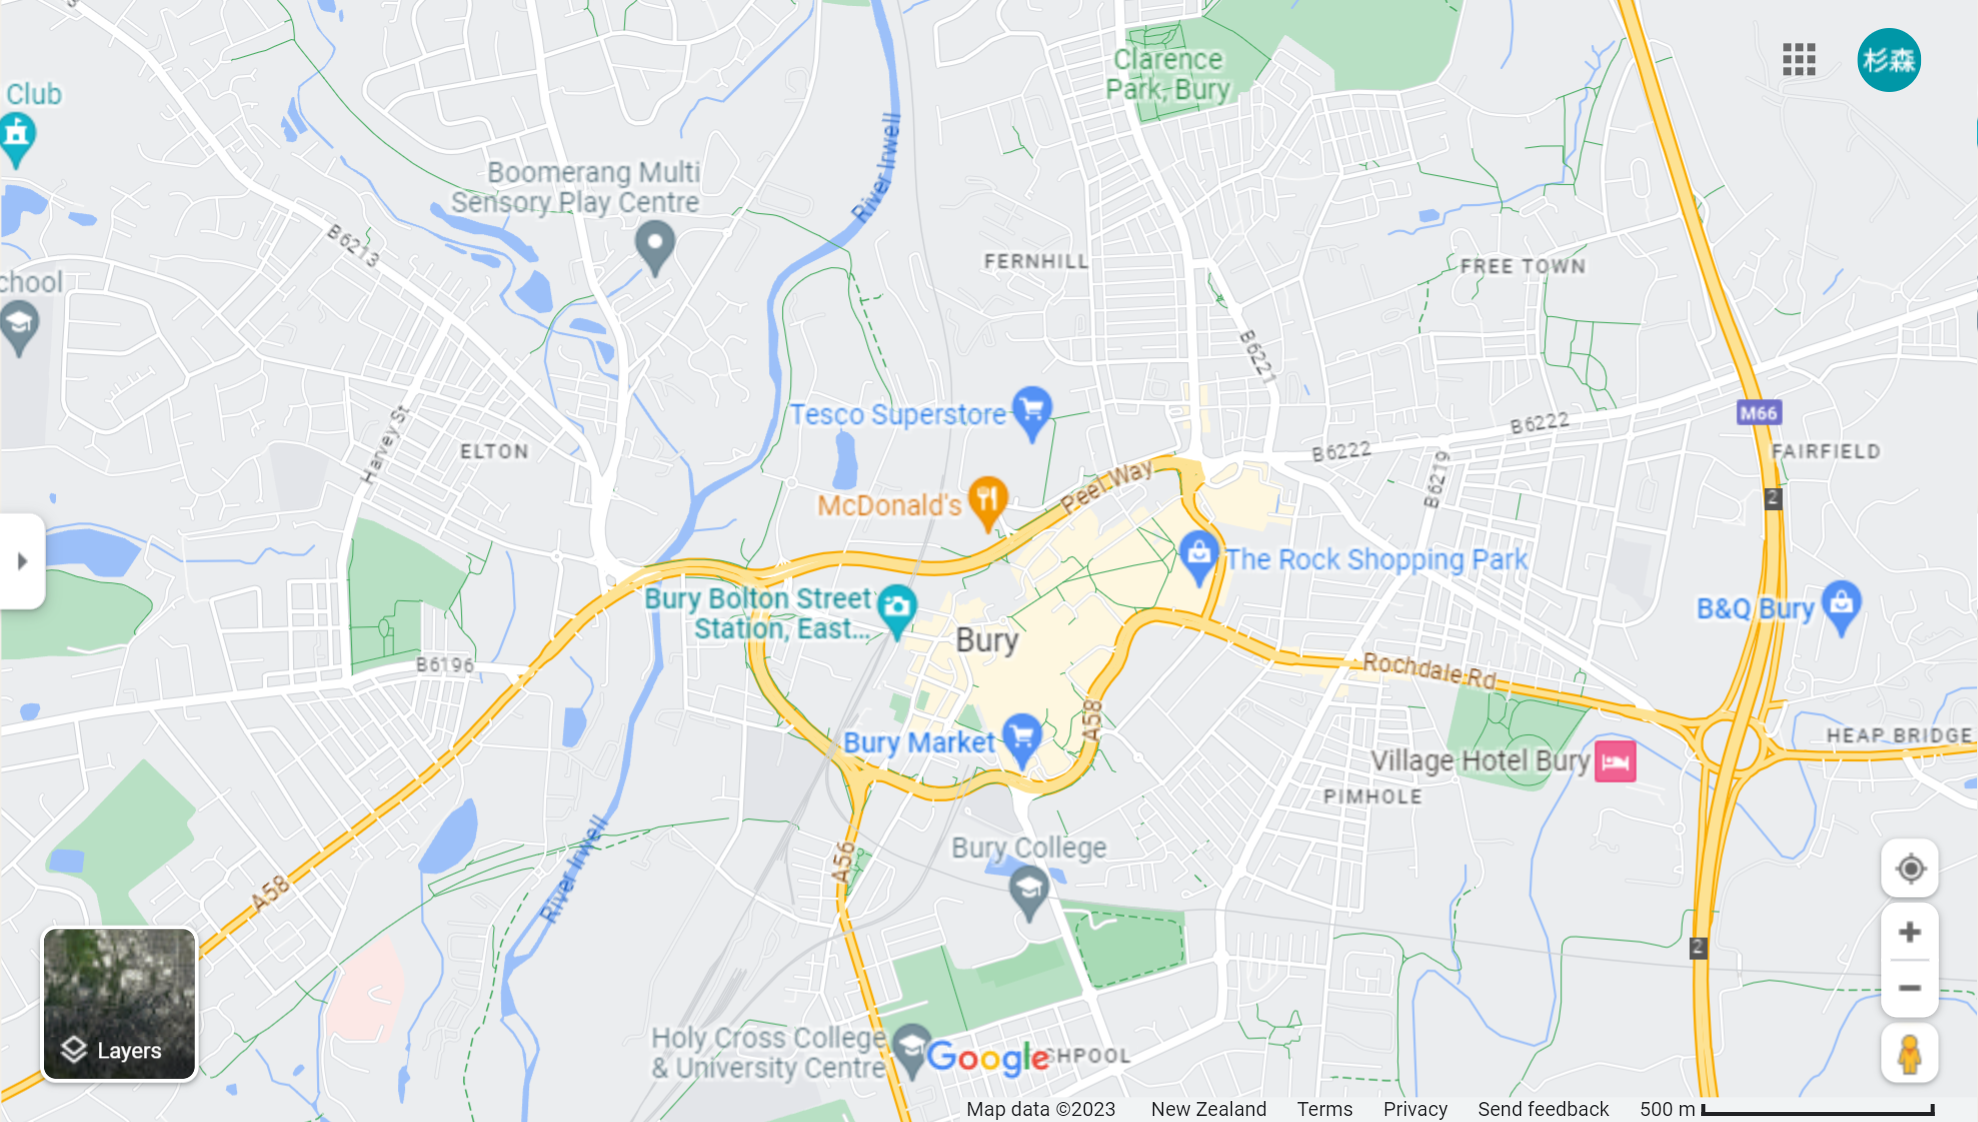 Clarence
Park, Bury
杉森
Club
River Irwell
Boomerang Multi
Sensory Play Centre
B6213
FERNHILL
FREE TOWN
chool
B6221
Tesco Superstore
M66
Harvey St
ELTON
B6222
B6222
FAIRFIELD
B6219
Peel Way
McDonald's
2
The Rock Shopping Park
Bury Bolton Street
Station, East...
B&Q Bury
Bury
B6196
Rochdale Rd
A58
Bury Market
HEAP BRIDGE
Village Hotel Bury
PIMHOLE
A56
River Irwell
Bury College
A58
2
Layers
Holy Cross College
& University Centre
Google
SHPOOL
Map data ©2023
New Zealand
Terms
Privacy
Send feedback
500 m